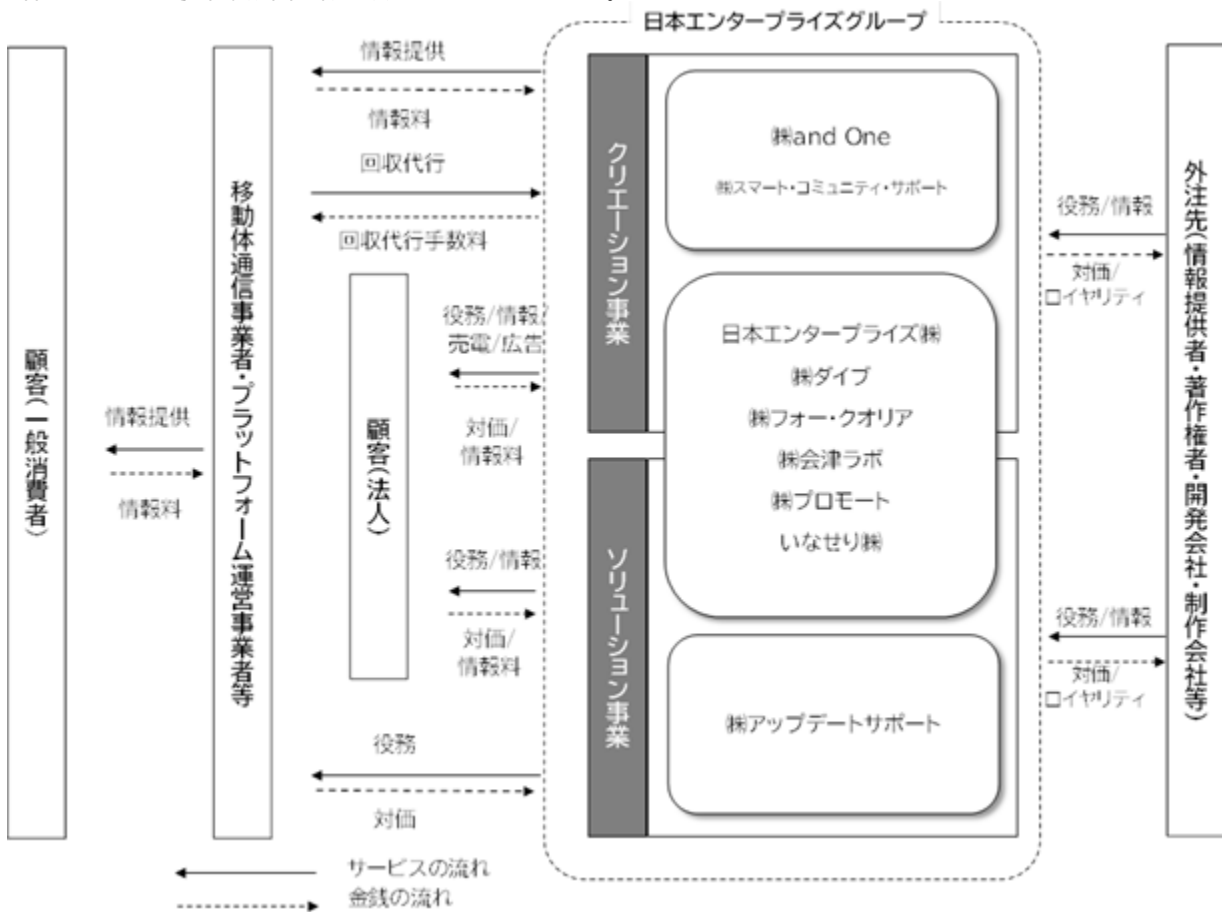 日本エンタープライズグループ
顧客(一般消費者)
情報提供
情報料
移動体通信事業者・プラットフォーム運営事業者等
情報提供
情報料
回収代行
回収代行手数料
顧客(法人)
役務/情報/
売電/広告
対価/
情報料
役務/情報
対価/
情報料
役務
対価
クリエーション事業
㈱and One
㈱スマート・コミュニティ・サポート
日本エンタープライズ㈱
㈱ダイブ
㈱フォー・クオリア
㈱会津ラボ
㈱プロモート
いなせり㈱
ソリューション事業
㈱アップデートサポート
役務/情報
対価/
ロイヤリティ
役務/情報
対価/
ロイヤリティ
外注先(情報提供者・著作権者・開発会社・制作会社等)
サービスの流れ
金銭の流れ